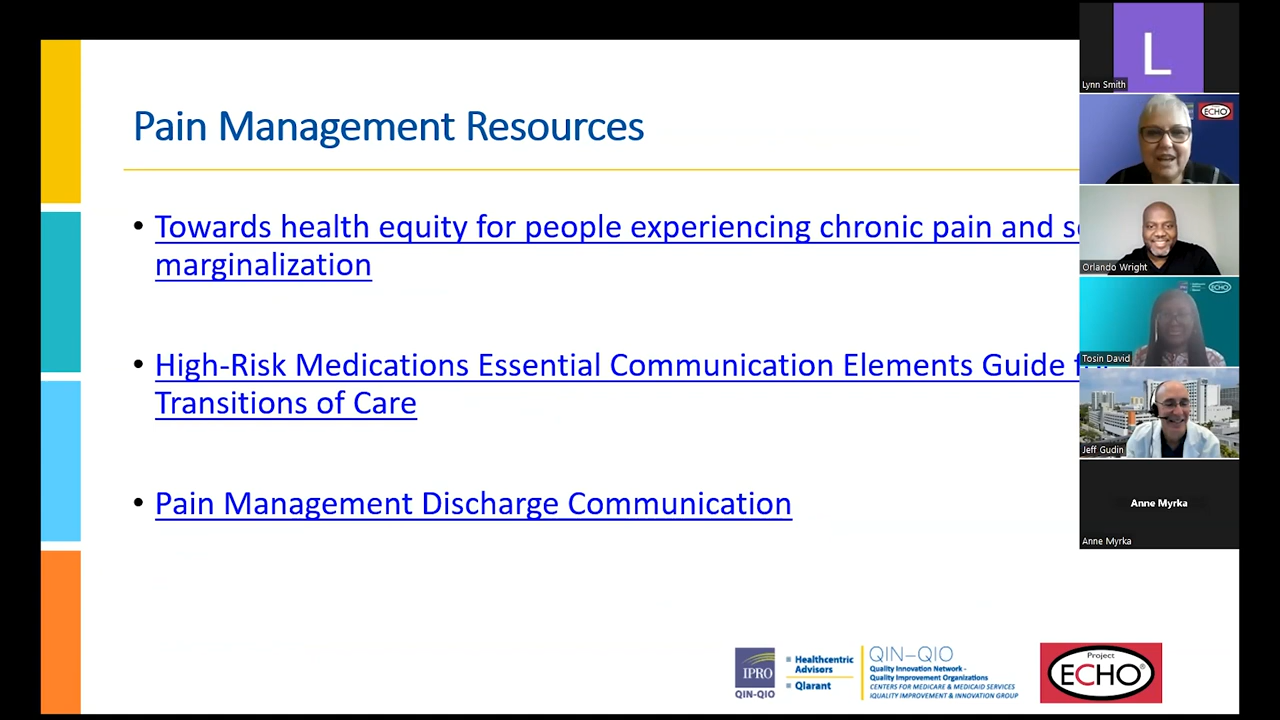 Pain Management Resources
• Towards health equity for people experiencing chronic pain and
marginalization
• High-Risk Medications Essential Communication Elements Guide
Transitions of Care
• Pain Management Discharge Communication
IPRO
QIN-QIO
Healthcentric
Advisors
Qlarant
QIN–QIO
Quality Innovation Network -
Quality Improvement Organizations
CENTERS FOR MEDICARE & MEDICAID SERVICES
iQUALITY IMPROVEMENT & INNOVATION GROUP
Project
ECHO®
L
Lynn Smith
ECHO
Orlando Wright
ECHO
Tosin David
Jeff Gudin
Anne Myrka
Anne Myrka